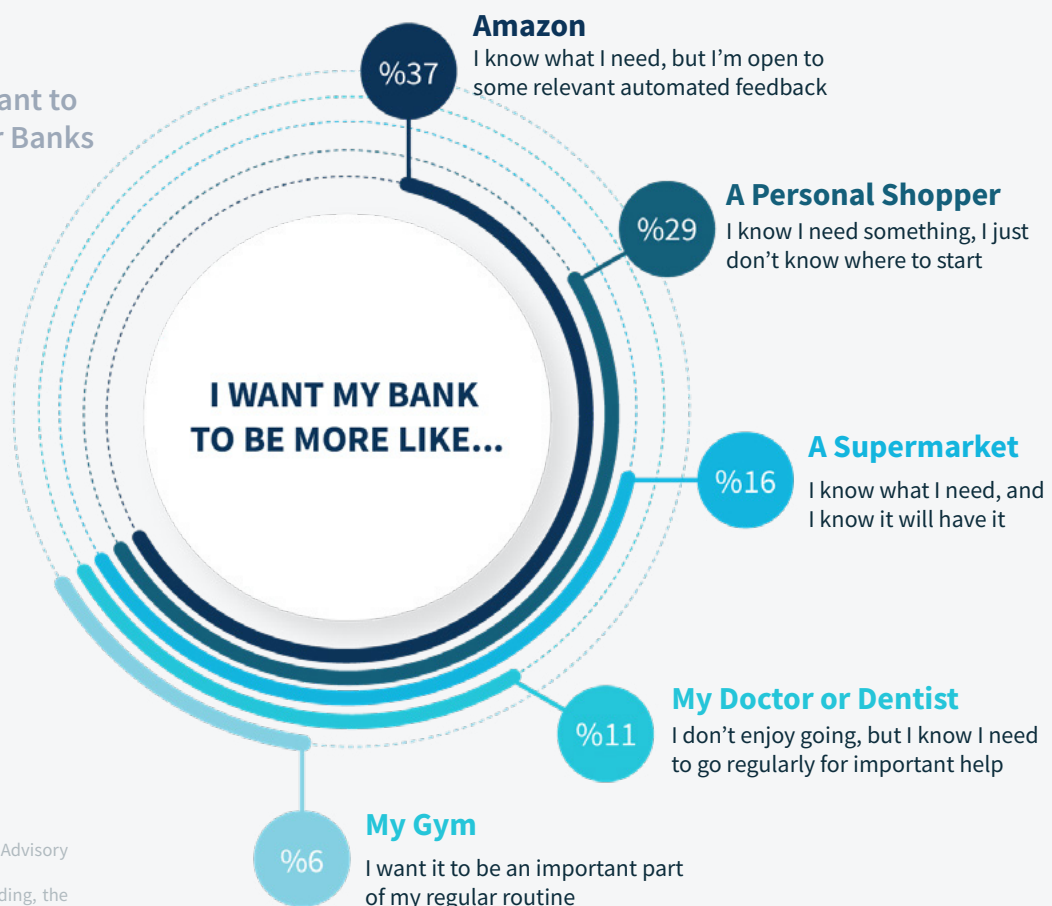 Amazon
I know what I need, but I'm open to
some relevant automated feedback
%37
to
Banks
A Personal Shopper
I know I need something, I just
don't know where to start
%29
I WANT MY BANK
TO BE MORE LIKE...
A Supermarket
I know what I need, and
I know it will have it
%16
My Doctor or Dentist
I don't enjoy going, but I know I need
to go regularly for important help
%11
My Gym
I want it to be an important part
of my regular routine
%6
Advisory
the